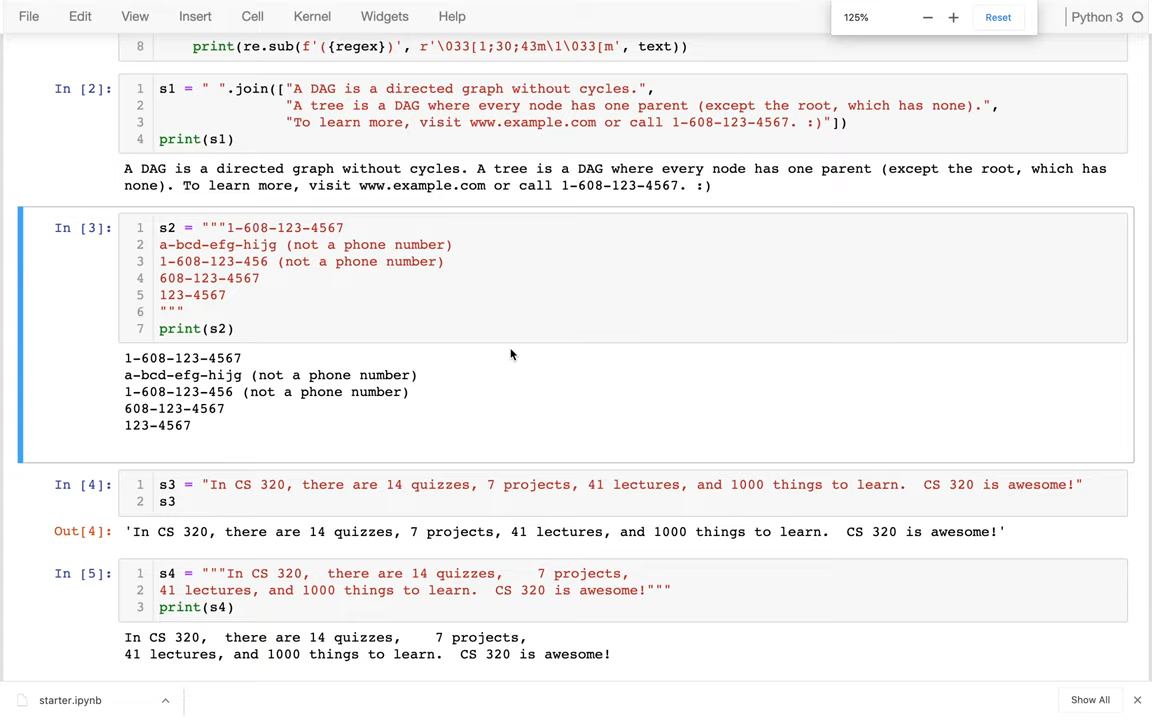 File Edit View Insert Cell Kernel Widgets Help
125% − + Reset
Python 3
8 print(re.sub(f'({regex})', r'\033[1;30;43m\1\033[m', text))
In [2]:
1 s1 = " ".join(["A DAG is a directed graph without cycles.",
2 "A tree is a DAG where every node has one parent (except the root, which has none).",
3 "To learn more, visit www.example.com or call 1-608-123-4567. :)"])
4 print(s1)
A DAG is a directed graph without cycles. A tree is a DAG where every node has one parent (except the root, which has
none). To learn more, visit www.example.com or call 1-608-123-4567. :)
In [3]:
1 s2 = """1-608-123-4567
2 a-bcd-efg-hijg (not a phone number)
3 1-608-123-456 (not a phone number)
4 608-123-4567
5 123-4567
6 """
7 print(s2)
1-608-123-4567
a-bcd-efg-hijg (not a phone number)
1-608-123-456 (not a phone number)
608-123-4567
123-4567
In [4]:
1 s3 = "In CS 320, there are 14 quizzes, 7 projects, 41 lectures, and 1000 things to learn.  CS 320 is awesome!"
2 s3
Out[4]: 'In CS 320, there are 14 quizzes, 7 projects, 41 lectures, and 1000 things to learn.  CS 320 is awesome!'
In [5]:
1 s4 = """In CS 320,  there are 14 quizzes,    7 projects,
2 41 lectures, and 1000 things to learn.  CS 320 is awesome!"""
3 print(s4)
In CS 320,  there are 14 quizzes,    7 projects,
41 lectures, and 1000 things to learn.  CS 320 is awesome!
starter.ipynb
Show All